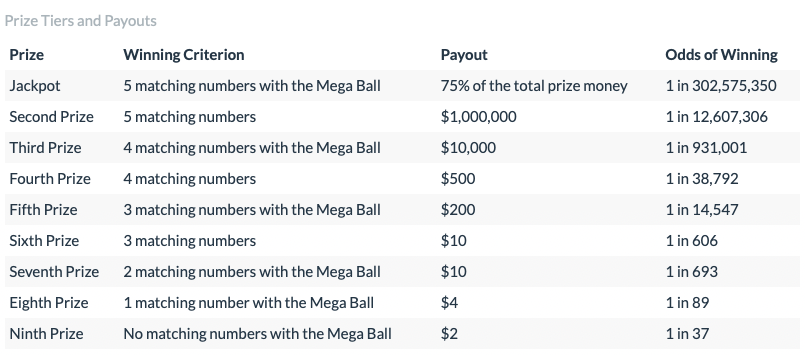 Prize Tiers and Payouts
Prize Winning Criterion Payout Odds of Winning
Jackpot 5 matching numbers with the Mega Ball 75% of the total prize money 1 in 302,575,350
Second Prize 5 matching numbers $1,000,000 1 in 12,607,306
Third Prize 4 matching numbers with the Mega Ball $10,000 1 in 931,001
Fourth Prize 4 matching numbers $500 1 in 38,792
Fifth Prize 3 matching numbers with the Mega Ball $200 1 in 14,547
Sixth Prize 3 matching numbers $10 1 in 606
Seventh Prize 2 matching numbers with the Mega Ball $10 1 in 693
Eighth Prize 1 matching number with the Mega Ball $4 1 in 89
Ninth Prize No matching numbers with the Mega Ball $2 1 in 37